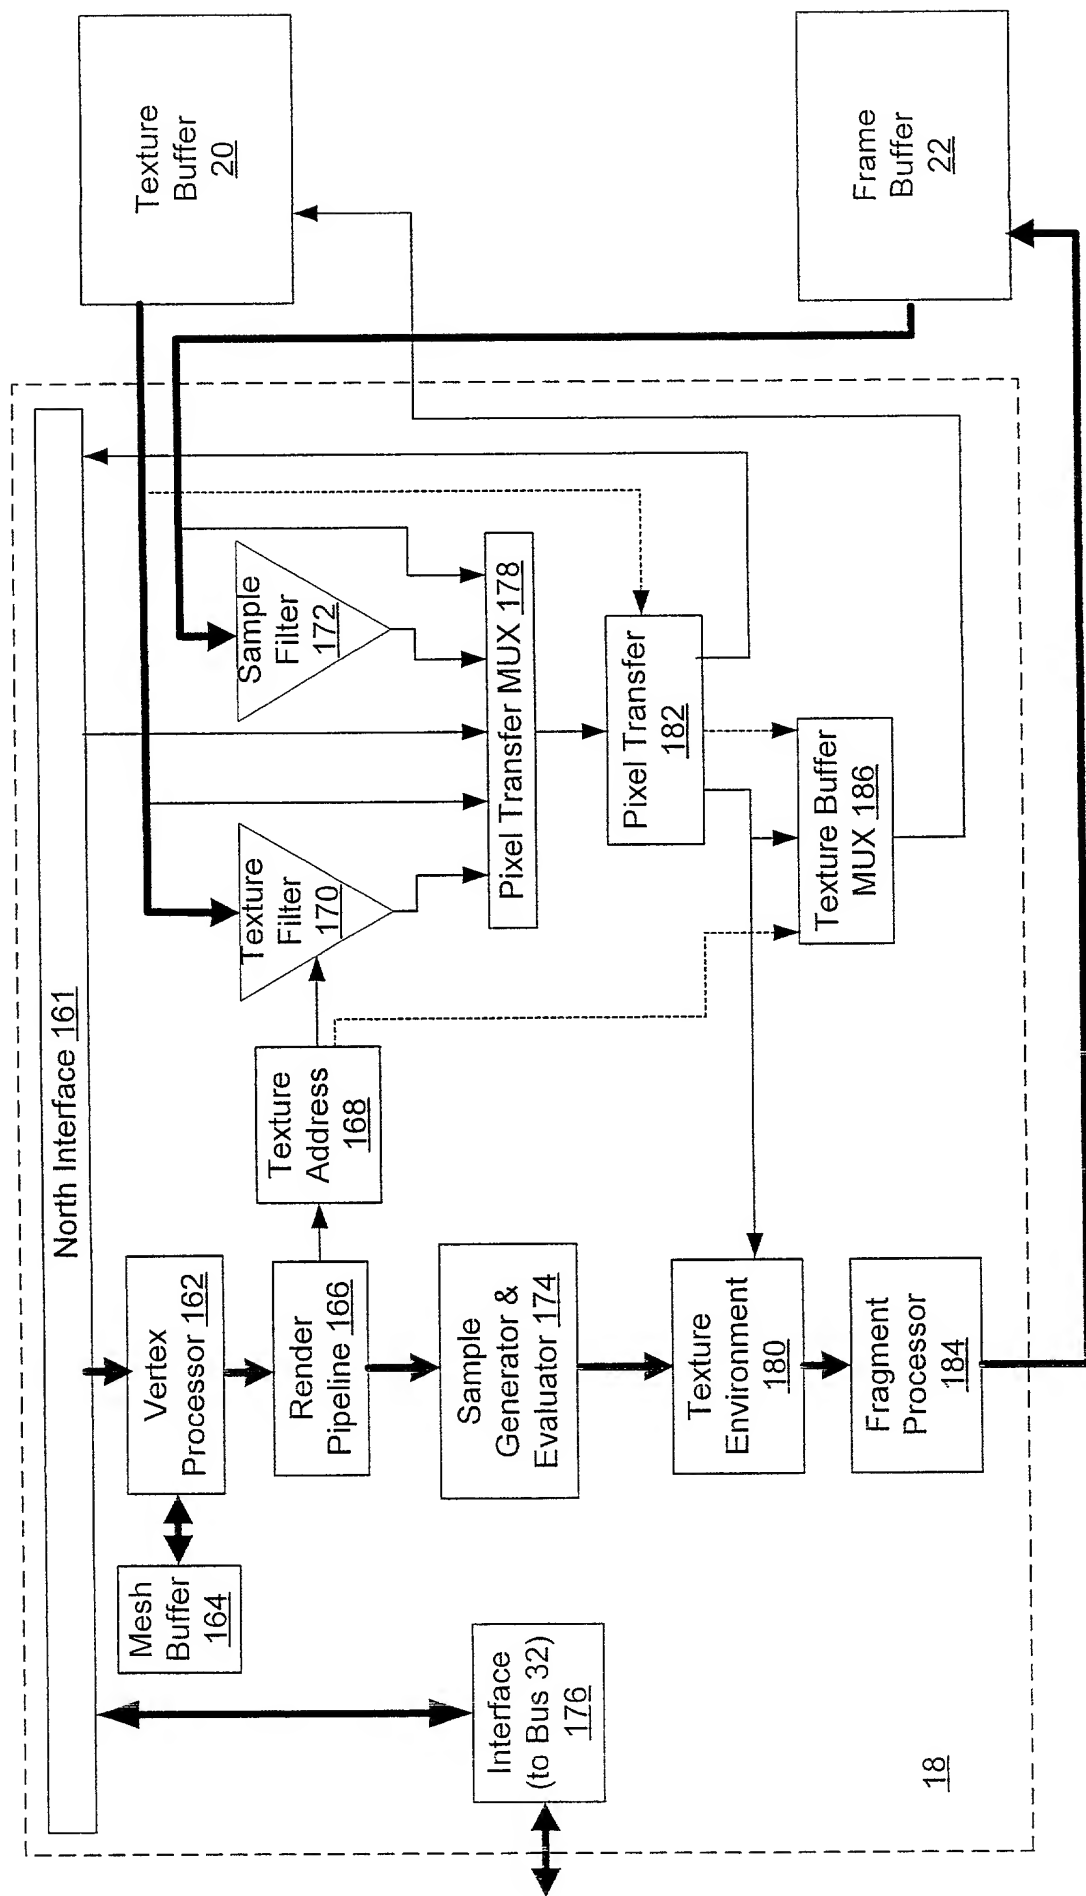 North Interface 161
Mesh
Buffer
164
Vertex
Processor 162
Render
Pipeline 166
Texture
Address
168
Texture
Filter
170
Sample
Filter
172
Texture
Buffer
20
Interface
(to Bus 32)
176
Sample
Generator &
Evaluator 174
Pixel Transfer MUX 178
Texture
Environment
180
Pixel Transfer
182
Fragment
Processor
184
Texture Buffer
MUX 186
Frame
Buffer
22
18